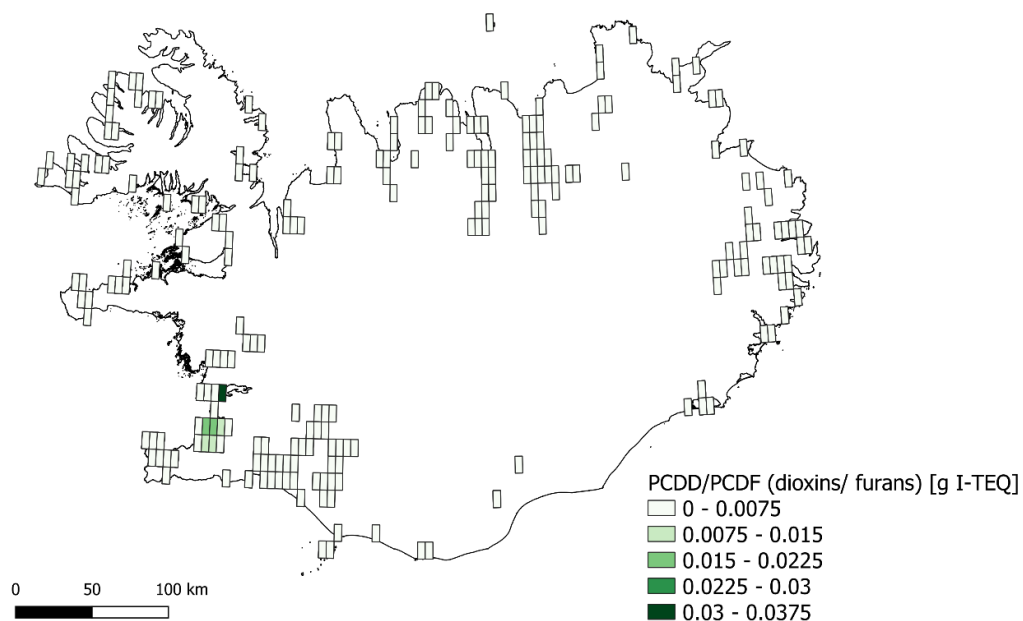 PCDD/PCDF (dioxins/ furans) [g I-TEQ]
0 - 0.0075
0.0075 - 0.015
0.015 - 0.0225
0.0225 - 0.03
0.03 - 0.0375
0 50 100 km